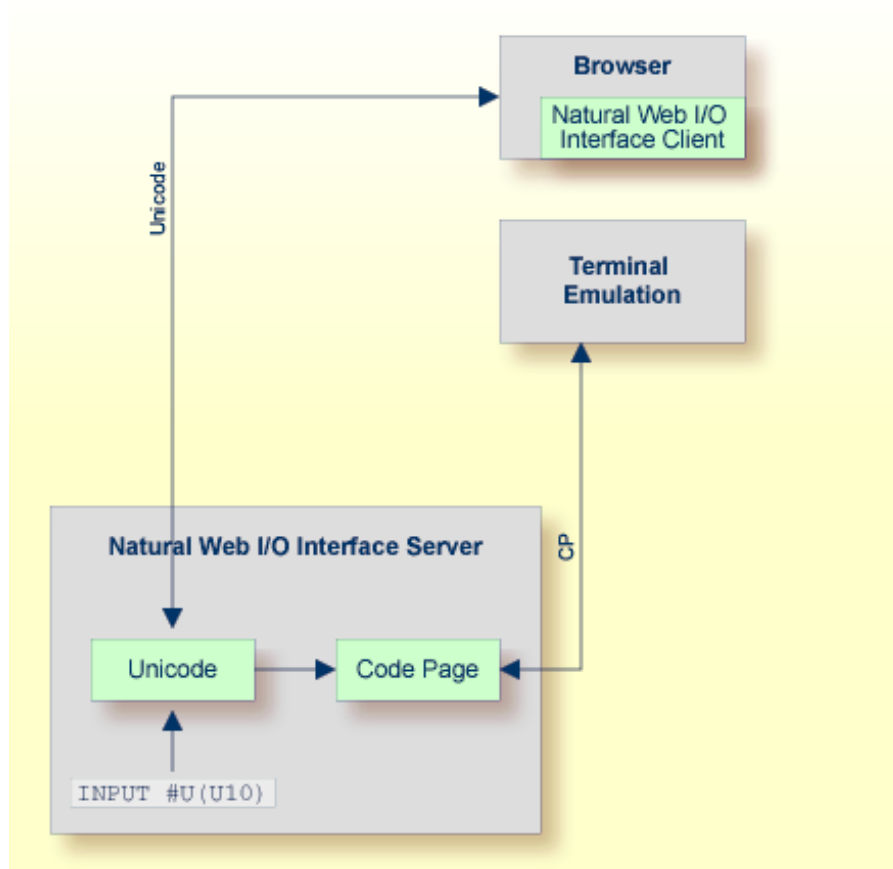 Browser
Natural Web I/O
Interface Client
Unicode
Terminal
Emulation
Natural Web I/O Interface Server
CP
Unicode
Code Page
INPUT #U(U10)